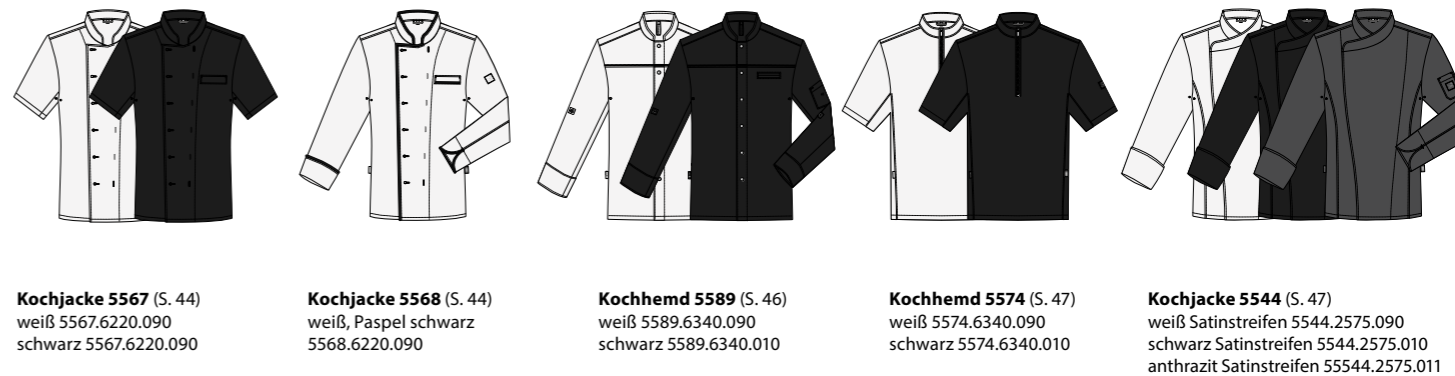 Kochjacke 5567 (S. 44)
weiß 5567.6220.090
schwarz 5567.6220.090
Kochjacke 5568 (S. 44)
weiß, Paspel schwarz
5568.6220.090
Kochhemd 5589 (S. 46)
weiß 5589.6340.090
schwarz 5589.6340.010
Kochhemd 5574 (S. 47)
weiß 5574.6340.090
schwarz 5574.6340.010
Kochjacke 5544 (S. 47)
weiß Satinstreifen 5544.2575.090
schwarz Satinstreifen 5544.2575.010
anthrazit Satinstreifen 55544.2575.011